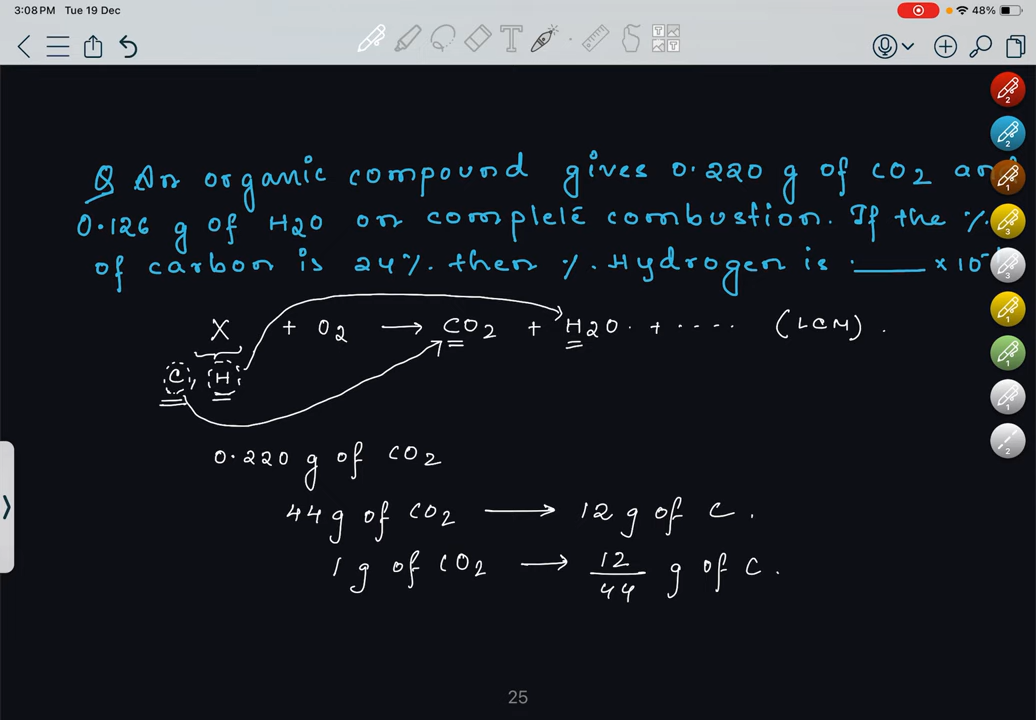 3:08 PM Tue 19 Dec 48%
Q An organic compound gives 0.220 g of CO2 an
0.126 g of H2O on complete combustion. If the %
of carbon is 24% then % Hydrogen is ____ × 10
X + O2 → CO2 + H2O + .... (LCM).
C, H
0.220 g of CO2
44 g of CO2 → 12 g of C.
1 g of CO2 → 12/44 g of C.
25